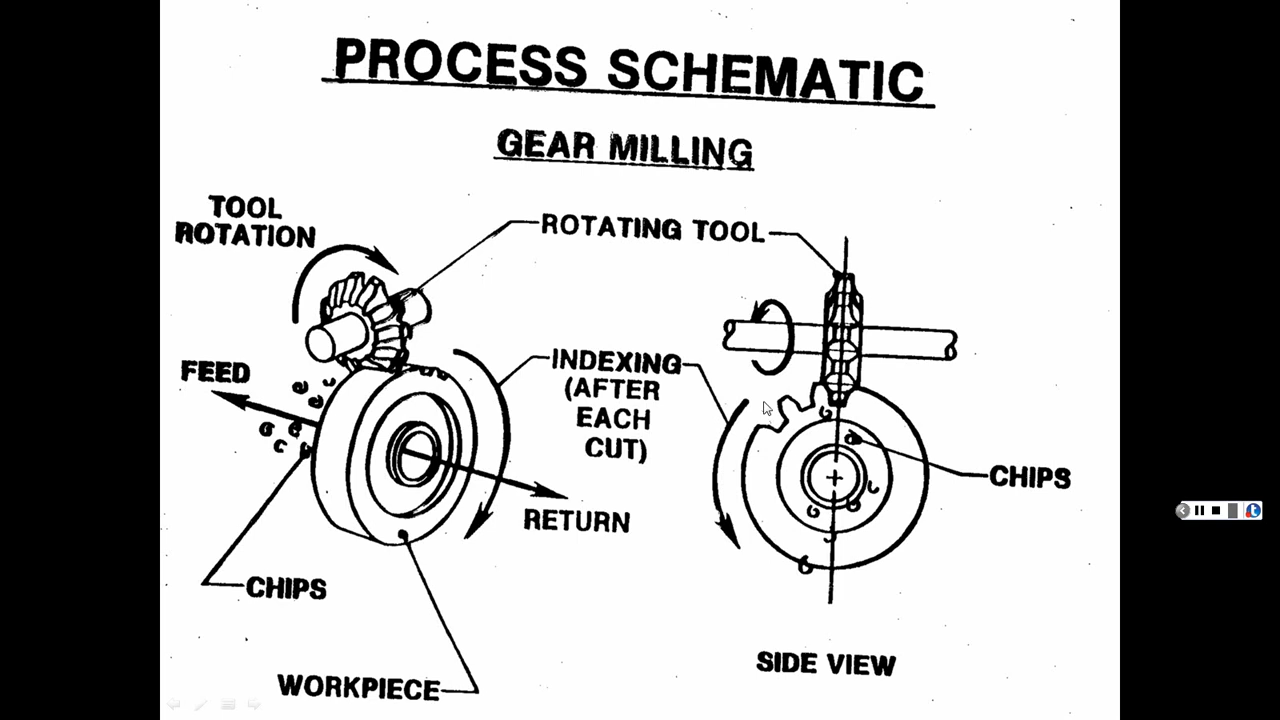 PROCESS SCHEMATIC
GEAR MILLING
TOOL
ROTATION
ROTATING TOOL
FEED
INDEXING
(AFTER
EACH
CUT)
RETURN
CHIPS
CHIPS
WORKPIECE
SIDE VIEW